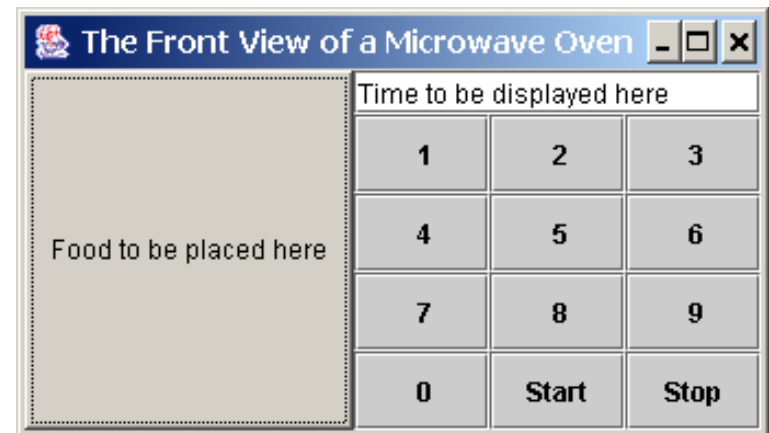 The Front View of a Microwave Oven
Time to be displayed here
1 2 3
Food to be placed here
4 5 6
7 8 9
0 Start Stop